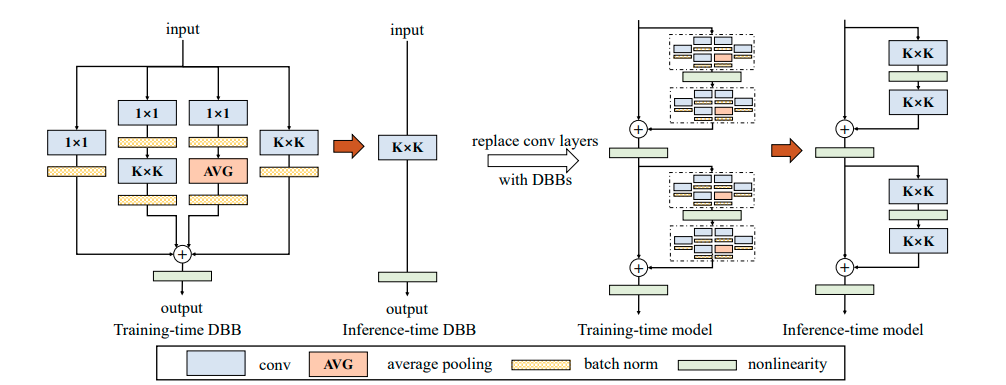 input
input
1×1
1×1
1×1
K×K
K×K
AVG
K×K
K×K
+
output
output
Training-time DBB
Inference-time DBB
replace conv layers
with DBBs
+
+
Training-time model
K×K
K×K
+
K×K
K×K
+
Inference-time model
conv
AVG
average pooling
batch norm
nonlinearity